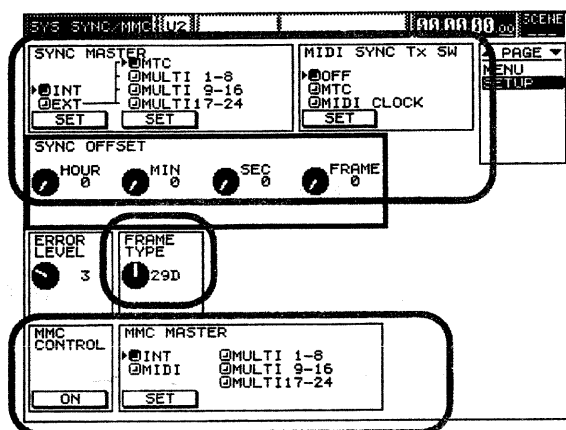 SYS SYNC/MMC V2 00:00:00.00 SCENE
SYNC MASTER
INT
EXT
SET
MTC
MULTI 1-8
MULTI 9-16
MULTI17-24
SET
MIDI SYNC Tx SW
OFF
MTC
MIDI CLOCK
SET
PAGE
MENU
SETUP
SYNC OFFSET
HOUR 0
MIN 0
SEC 0
FRAME 0
ERROR LEVEL
3
FRAME TYPE
29D
MMC CONTROL
ON
MMC MASTER
INT
MIDI
MULTI 1-8
MULTI 9-16
MULTI17-24
SET